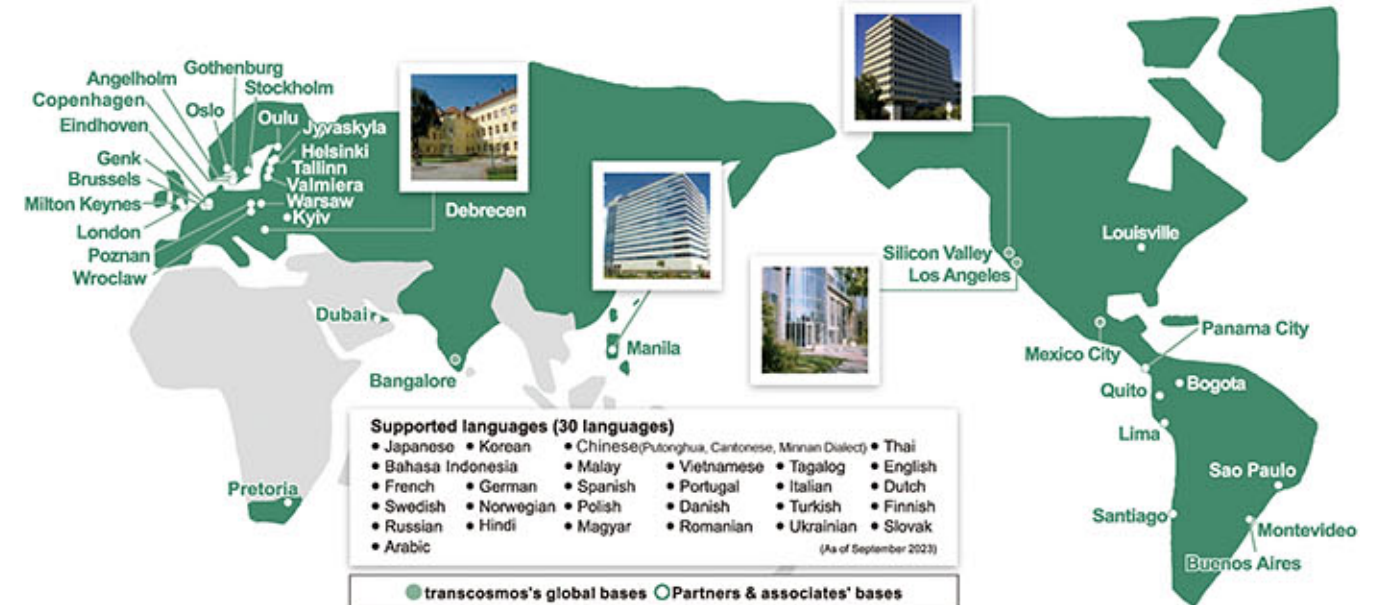 Gothenburg
Angelholm
Stockholm
Copenhagen
Oslo
Oulu
Eindhoven
Jyvaskyla
Helsinki
Genk
Tallinn
Brussels
Valmiera
Milton Keynes
Warsaw
Kyiv
Debrecen
London
Poznan
Wroclaw
Dubai
Bangalore
Manila
Pretoria
Silicon Valley
Los Angeles
Louisville
Mexico City
Panama City
Quito
Bogota
Lima
Sao Paulo
Santiago
Montevideo
Buenos Aires
Supported languages (30 languages)
• Japanese • Korean • Chinese(Putonghua, Cantonese, Minnan Dialect) • Thai
• Bahasa Indonesia • Malay • Vietnamese • Tagalog • English
• French • German • Spanish • Portugal • Italian • Dutch
• Swedish • Norwegian • Polish • Danish • Turkish • Finnish
• Russian • Hindi • Magyar • Romanian • Ukrainian • Slovak
• Arabic (As of September 2023)
transcosmos's global bases Partners & associates' bases